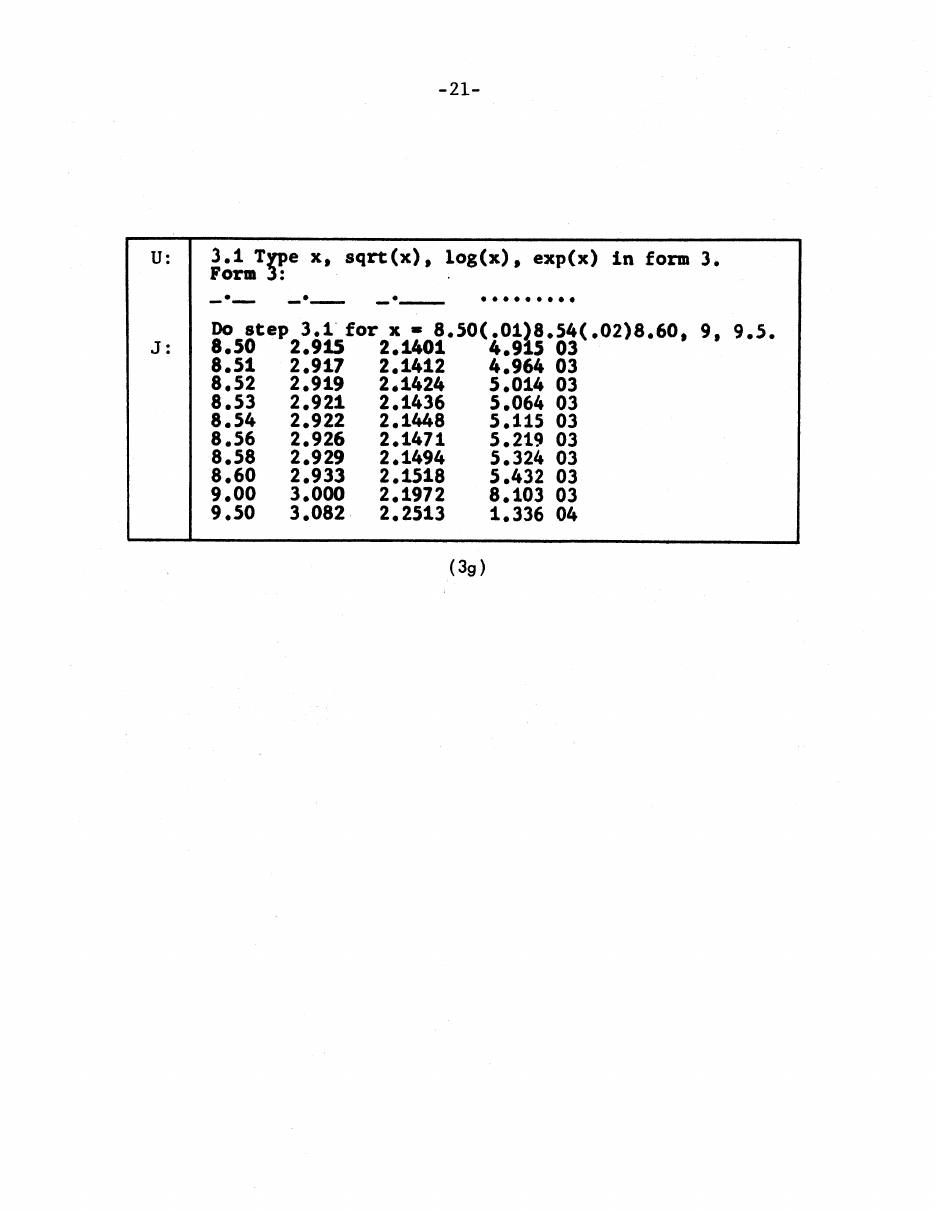 -21-
U: 3.1 Type x, sqrt(x), log(x), exp(x) in form 3.
Form 3:
_._ _.__ _.___ .........
Do step 3.1 for x = 8.50(.01)8.54(.02)8.60, 9, 9.5.
J: 8.50 2.915 2.1401 4.915 03
8.51 2.917 2.1412 4.964 03
8.52 2.919 2.1424 5.014 03
8.53 2.921 2.1436 5.064 03
8.54 2.922 2.1448 5.115 03
8.56 2.926 2.1471 5.219 03
8.58 2.929 2.1494 5.324 03
8.60 2.933 2.1518 5.432 03
9.00 3.000 2.1972 8.103 03
9.50 3.082 2.2513 1.336 04
(3g)